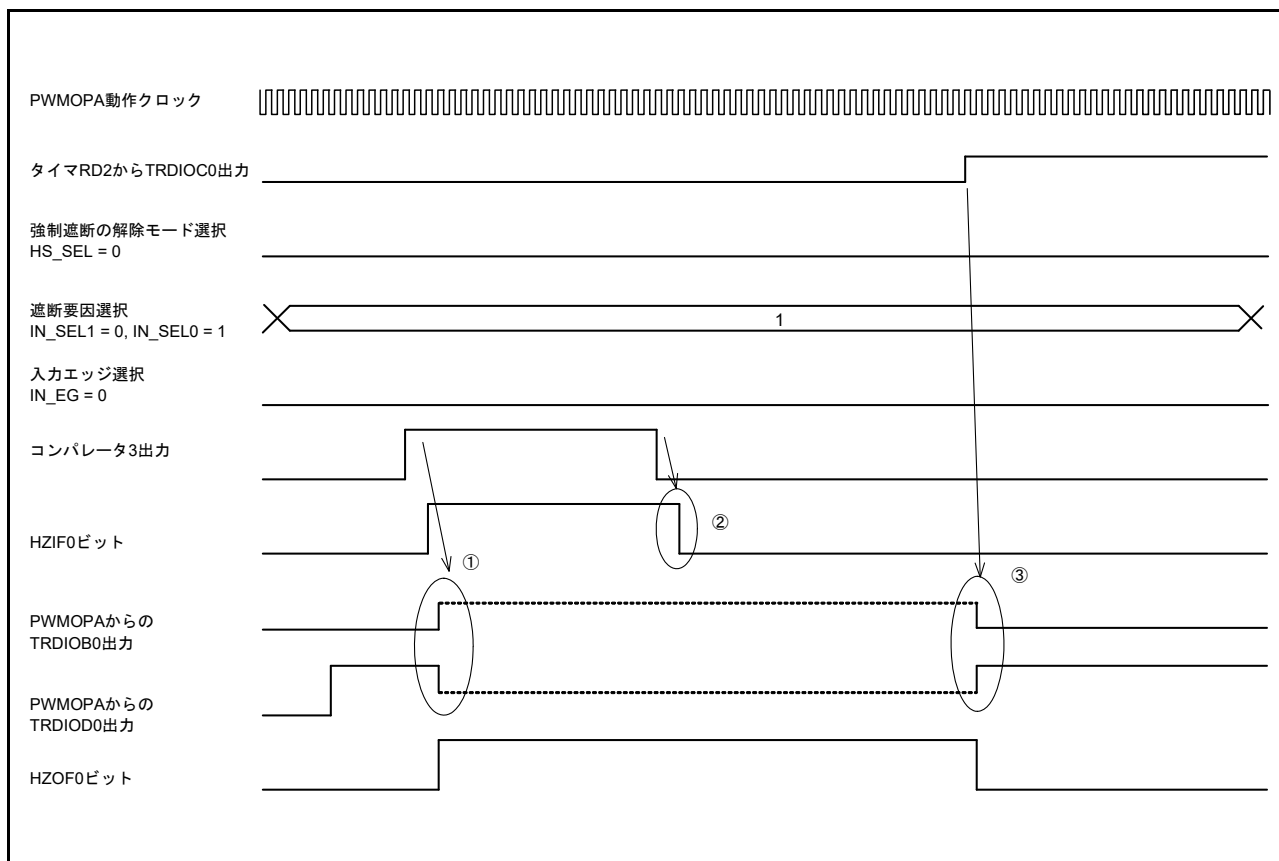 PWMOPA動作クロック
タイマRD2からTRDIOC0出力
強制遮断の解除モード選択
HS_SEL = 0
遮断要因選択
IN_SEL1 = 0, IN_SEL0 = 1
1
入力エッジ選択
IN_EG = 0
コンパレータ3出力
HZIF0ビット
②
①
③
PWMOPAからの
TRDIOB0出力
PWMOPAからの
TRDIOD0出力
HZOF0ビット